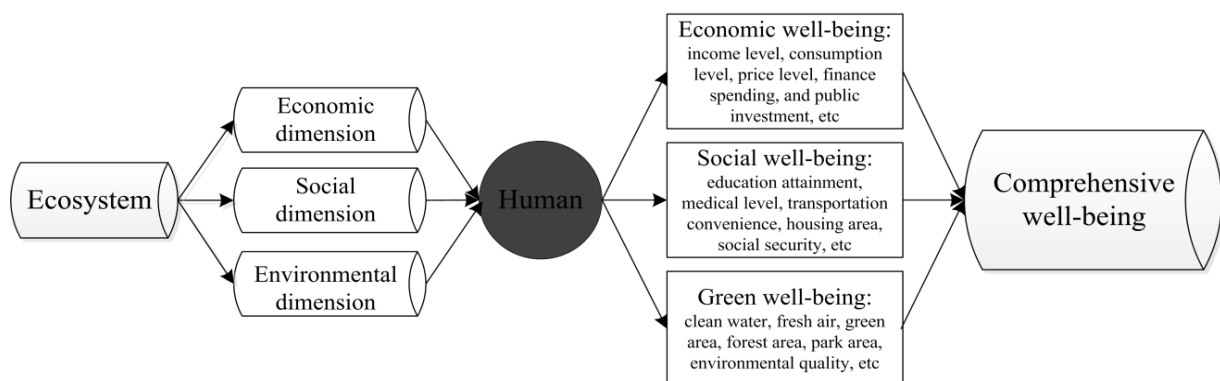 Ecosystem
Economic
dimension
Social
dimension
Environmental
dimension
Human
Economic well-being:
income level, consumption
level, price level, finance
spending, and public
investment, etc
Social well-being:
education attainment,
medical level, transportation
convenience, housing area,
social security, etc
Green well-being:
clean water, fresh air, green
area, forest area, park area,
environmental quality, etc
Comprehensive
well-being